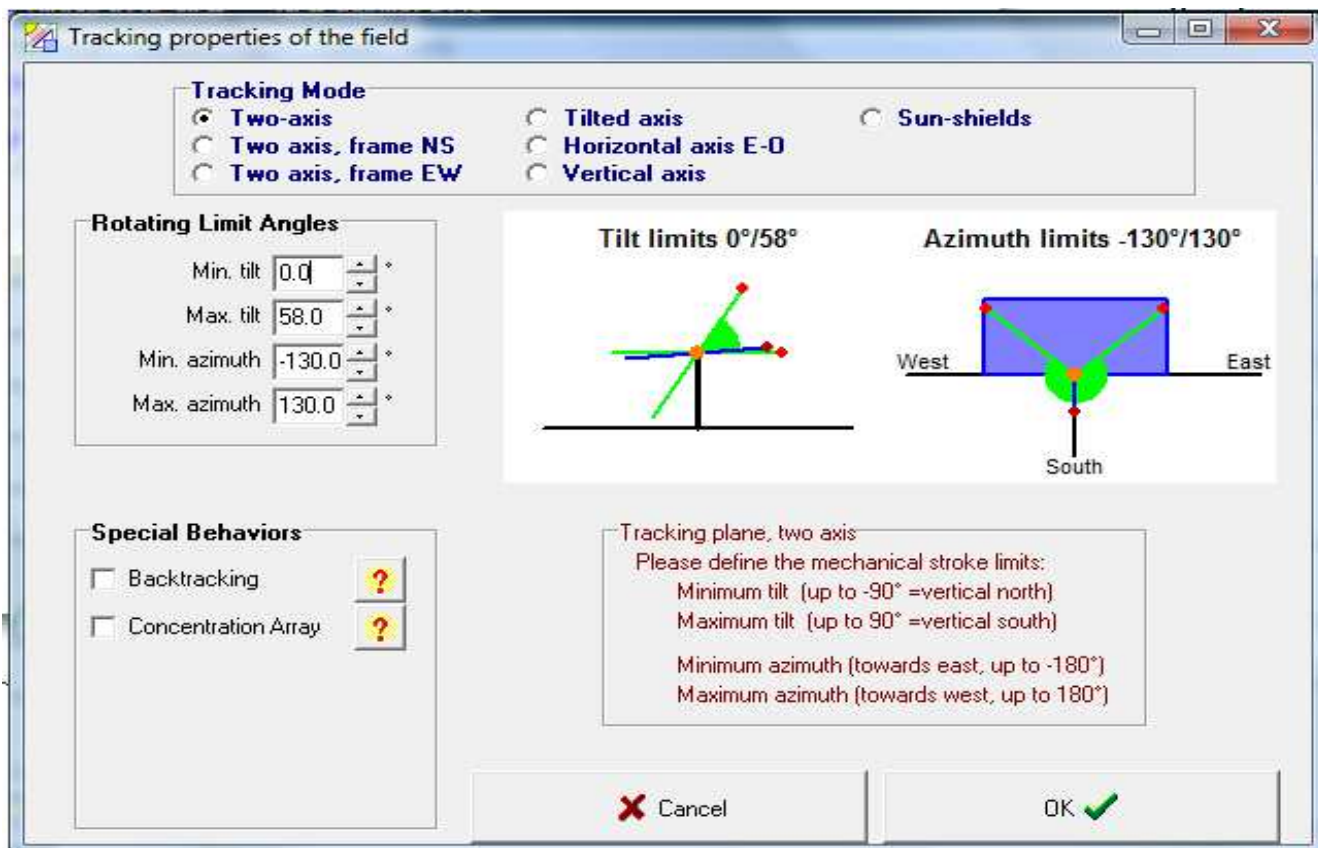 Tracking properties of the field
Tracking Mode
Two-axis
Tilted axis
Sun-shields
Two axis, frame NS
Horizontal axis E-O
Two axis, frame EW
Vertical axis
Rotating Limit Angles
Min. tilt 0.0 °
Max. tilt 58.0 °
Min. azimuth -130.0 °
Max. azimuth 130.0 °
Tilt limits 0°/58°
Azimuth limits -130°/130°
West
East
South
Special Behaviors
Backtracking ?
Concentration Array ?
Tracking plane, two axis
Please define the mechanical stroke limits:
Minimum tilt (up to -90° =vertical north)
Maximum tilt (up to 90° =vertical south)
Minimum azimuth (towards east, up to -180°)
Maximum azimuth (towards west, up to 180°)
Cancel
OK